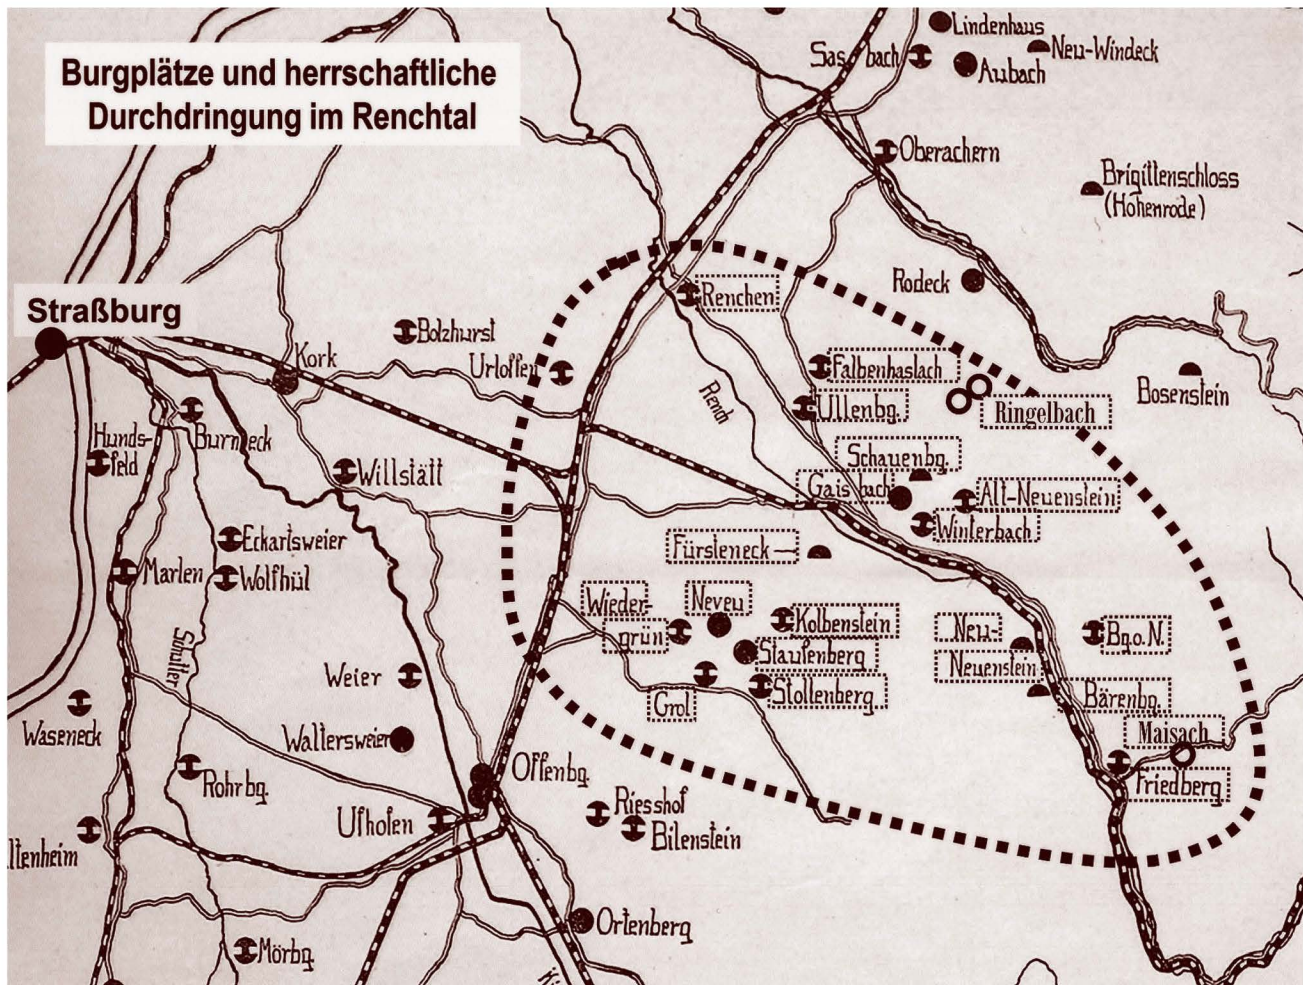 Burgplätze und herrschaftliche
Durchdringung im Renchtal
Lindenhaus
Sasbach
Aubach
Neu-Windeck
Oberachern
Brigittenschloss
(Hohenrode)
Rodeck
Renchen
Straßburg
Bolzhurst
Kork
Urloffen
Falbenhaslach
Bosenstein
Rench
Ullenbg.
Ringelbach
Hunds-
feld
Burneck
Willstätt
Schauenbg.
Gaisbach
Alt-Neuenstein
Winterbach
Eckartsweier
Fürsteneck
Marlen
Wolfhül
Wieder-
grün
Neveu
Kolbenstein
Neu-
Neuenstein
Bg.o.N.
Schutter
Staufenberg
Weier
Grol
Stollenberg
Bärenbg.
Waseneck
Waltersweier
Maisach
Offenbg.
Friedberg
Rohrbg.
Riesshof
Ufhofen
Bilenstein
ltenheim
Ortenberg
Mörbg.